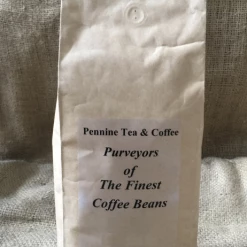 Pennine Tea & Coffee
Purveyors
of
The Finest
Coffee Beans